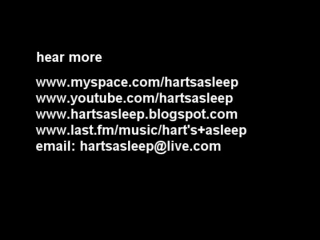 hear more
www.myspace.com/hartsasleep
www.youtube.com/hartsasleep
www.hartsasleep.blogspot.com
www.last.fm/music/hart's+asleep
email: hartsasleep@live.com